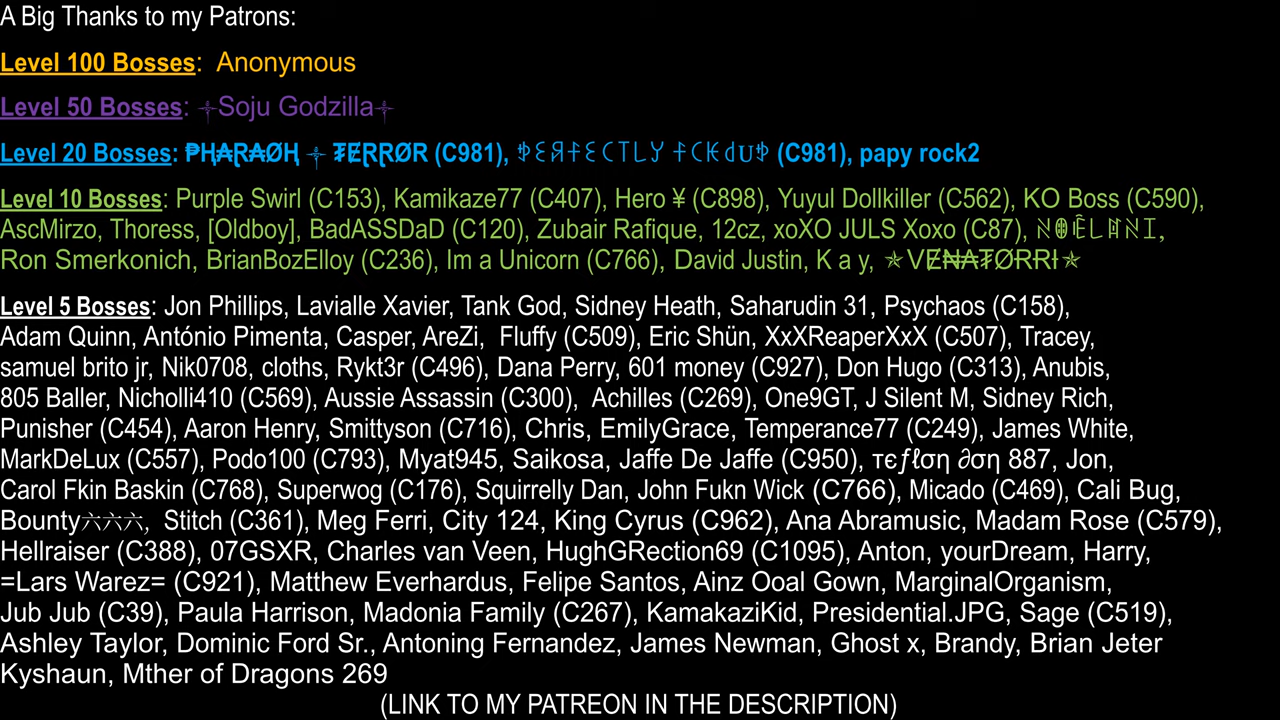 A Big Thanks to my Patrons:
Level 100 Bosses: Anonymous
Level 50 Bosses: ⸸Soju Godzilla⸸
Level 20 Bosses: ₱Ⱨ₳Ɽ₳ØⱧ ⸸ ₮ɆⱤⱤØR (C981), (C981), papy rock2
Level 10 Bosses: Purple Swirl (C153), Kamikaze77 (C407), Hero ¥ (C898), Yuyul Dollkiller (C562), KO Boss (C590),
AscMirzo, Thoress, [Oldboy], BadASSDaD (C120), Zubair Rafique, 12cz, xoXO JULS Xoxo (C87),
Ron Smerkonich, BrianBozElloy (C236), Im a Unicorn (C766), David Justin, K a y, ✯VɆ₦₳₮ØRRƗ✯
Level 5 Bosses: Jon Phillips, Lavialle Xavier, Tank God, Sidney Heath, Saharudin 31, Psychaos (C158),
Adam Quinn, António Pimenta, Casper, AreZi, Fluffy (C509), Eric Shün, XxXReaperXxX (C507), Tracey,
samuel brito jr, Nik0708, cloths, Rykt3r (C496), Dana Perry, 601 money (C927), Don Hugo (C313), Anubis,
805 Baller, Nicholli410 (C569), Aussie Assassin (C300), Achilles (C269), One9GT, J Silent M, Sidney Rich,
Punisher (C454), Aaron Henry, Smittyson (C716), Chris, EmilyGrace, Temperance77 (C249), James White,
MarkDeLux (C557), Podo100 (C793), Myat945, Saikosa, Jaffe De Jaffe (C950), тєƒℓση ∂ση 887, Jon,
Carol Fkin Baskin (C768), Superwog (C176), Squirrelly Dan, John Fukn Wick (C766), Micado (C469), Cali Bug,
Bounty六六六, Stitch (C361), Meg Ferri, City 124, King Cyrus (C962), Ana Abramusic, Madam Rose (C579),
Hellraiser (C388), 07GSXR, Charles van Veen, HughGRection69 (C1095), Anton, yourDream, Harry,
=Lars Warez= (C921), Matthew Everhardus, Felipe Santos, Ainz Ooal Gown, MarginalOrganism,
Jub Jub (C39), Paula Harrison, Madonia Family (C267), KamakaziKid, Presidential.JPG, Sage (C519),
Ashley Taylor, Dominic Ford Sr., Antoning Fernandez, James Newman, Ghost x, Brandy, Brian Jeter
Kyshaun, Mther of Dragons 269
(LINK TO MY PATREON IN THE DESCRIPTION)